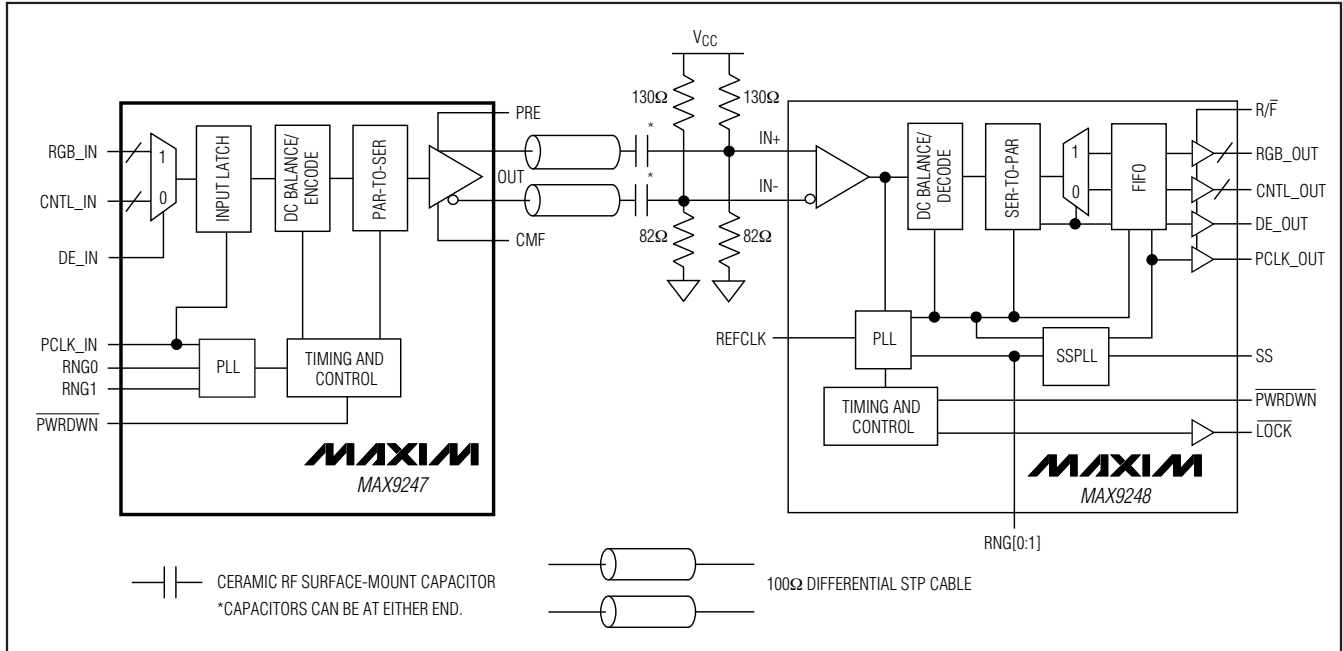 VCC
130Ω
130Ω
PRE
R/F̅
RGB_IN
1
INPUT LATCH
DC BALANCE/
ENCODE
PAR-TO-SER
*
IN+
DC BALANCE/
DECODE
SER-TO-PAR
1
FIFO
RGB_OUT
OUT
*
CNTL_IN
0
IN-
0
CNTL_OUT
82Ω
82Ω
DE_OUT
CMF
DE_IN
PCLK_OUT
PCLK_IN
RNG0
RNG1
PLL
TIMING AND
CONTROL
REFCLK
PLL
SSPLL
SS
P̅W̅R̅D̅W̅N̅
TIMING AND
CONTROL
P̅W̅R̅D̅W̅N̅
L̅O̅C̅K̅
MAXIM
MAX9247
MAXIM
MAX9248
RNG[0:1]
CERAMIC RF SURFACE-MOUNT CAPACITOR
*CAPACITORS CAN BE AT EITHER END.
100Ω DIFFERENTIAL STP CABLE